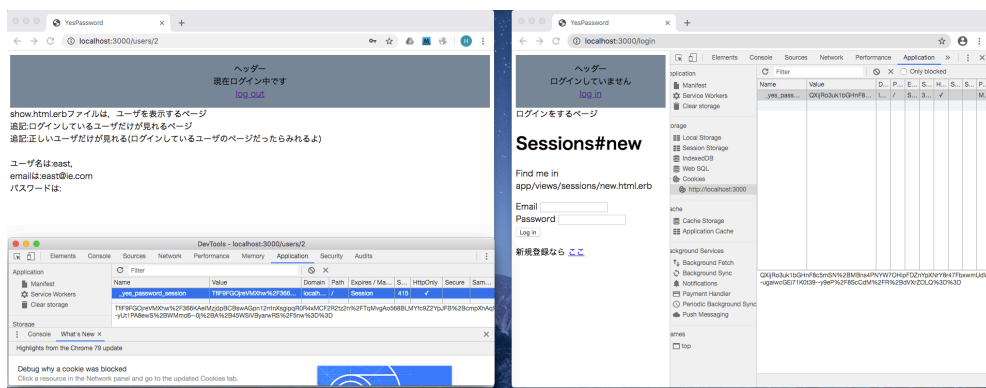 YesPassword
localhost:3000/users/2
ヘッダー
現在ログイン中です
log out
show.html.erbファイルは、ユーザを表示するページ
追記:ログインしているユーザだけが見れるページ
追記:正しいユーザだけが見れる(ログインしているユーザのページだったらみれるよ)
ユーザ名は:east,
emailは:east@ie.com
パスワードは:
DevTools - localhost:3000/users/2
Elements Console Sources Network Performance Memory Application Security Audits
Application
Manifest
Service Workers
Clear storage
Storage
Filter
Name Value Domain Path Expires / Ma... S... HttpOnly Secure Sam...
_yes_password_session localh... / Session 415 ✓
Console What's New ×
Highlights from the Chrome 79 update
Debug why a cookie was blocked
Click a resource in the Network panel and go to the updated Cookies tab.
YesPassword
localhost:3000/login
ヘッダー
ログインしていません
log in
ログインをするページ
Sessions#new
Find me in
app/views/sessions/new.html.erb
Email
Password
Log in
新規登録なら ここ
Elements Console Sources Network Performance Application
Manifest
Service Workers
Clear storage
Local Storage
Session Storage
IndexedDB
Web SQL
Cookies
http://localhost:3000
Cache Storage
Application Cache
Background Fetch
Background Sync
Notifications
Payment Handler
Periodic Background Sync
Push Messaging
top
Filter
Only blocked
Name Value D... P... E... S... H... S... S... P...
_yes_pass... I... / S... 3... ✓ M...